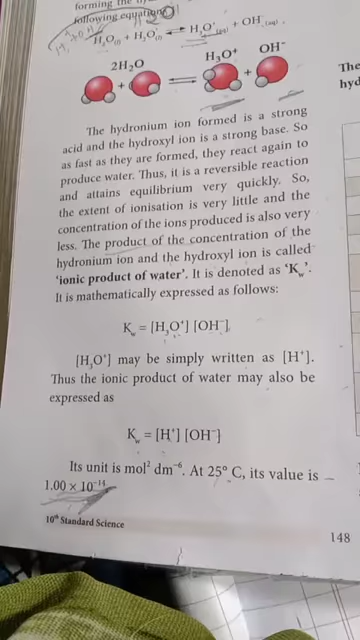 forming the
following equation
H₂O(l) + H₂O(l) ⇌ H₃O⁺(aq) + OH⁻(aq)
2H₂O H₃O⁺ OH⁻
+ ⇌ +
The hydronium ion formed is a strong
acid and the hydroxyl ion is a strong base. So
as fast as they are formed, they react again to
produce water. Thus, it is a reversible reaction
and attains equilibrium very quickly. So,
the extent of ionisation is very little and the
concentration of the ions produced is also very
less. The product of the concentration of the
hydronium ion and the hydroxyl ion is called
‘ionic product of water’. It is denoted as ‘Kw’.
It is mathematically expressed as follows:
Kw = [H₃O⁺] [OH⁻]
[H₃O⁺] may be simply written as [H⁺].
Thus the ionic product of water may also be
expressed as
Kw = [H⁺] [OH⁻]
Its unit is mol² dm⁻⁶. At 25° C, its value is
1.00 × 10⁻¹⁴
10th Standard Science
148
The
hyd